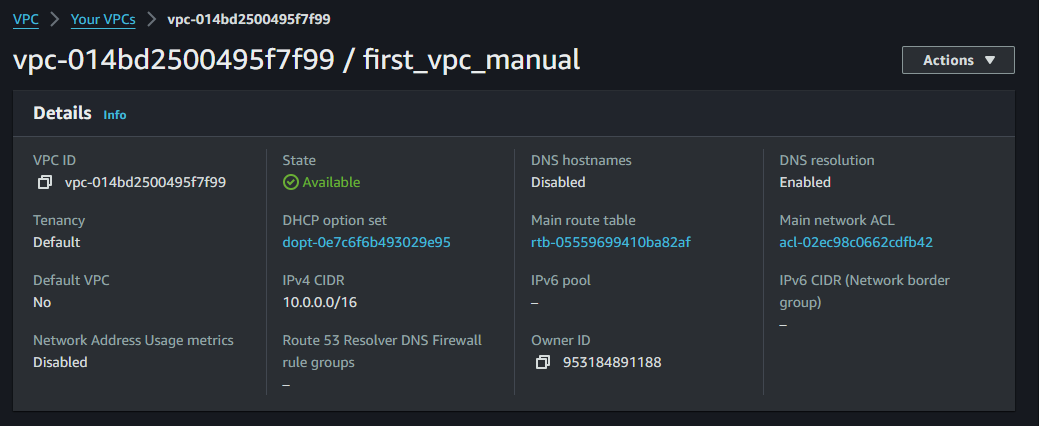 VPC > Your VPCs > vpc-014bd2500495f7f99
vpc-014bd2500495f7f99 / first_vpc_manual
Actions
Details Info
VPC ID
vpc-014bd2500495f7f99
State
Available
DNS hostnames
Disabled
DNS resolution
Enabled
Tenancy
Default
DHCP option set
dopt-0e7c6f6b493029e95
Main route table
rtb-05559699410ba82af
Main network ACL
acl-02ec98c0662cdfb42
Default VPC
No
IPv4 CIDR
10.0.0.0/16
IPv6 pool
–
IPv6 CIDR (Network border
group)
–
Network Address Usage metrics
Disabled
Route 53 Resolver DNS Firewall
rule groups
–
Owner ID
953184891188